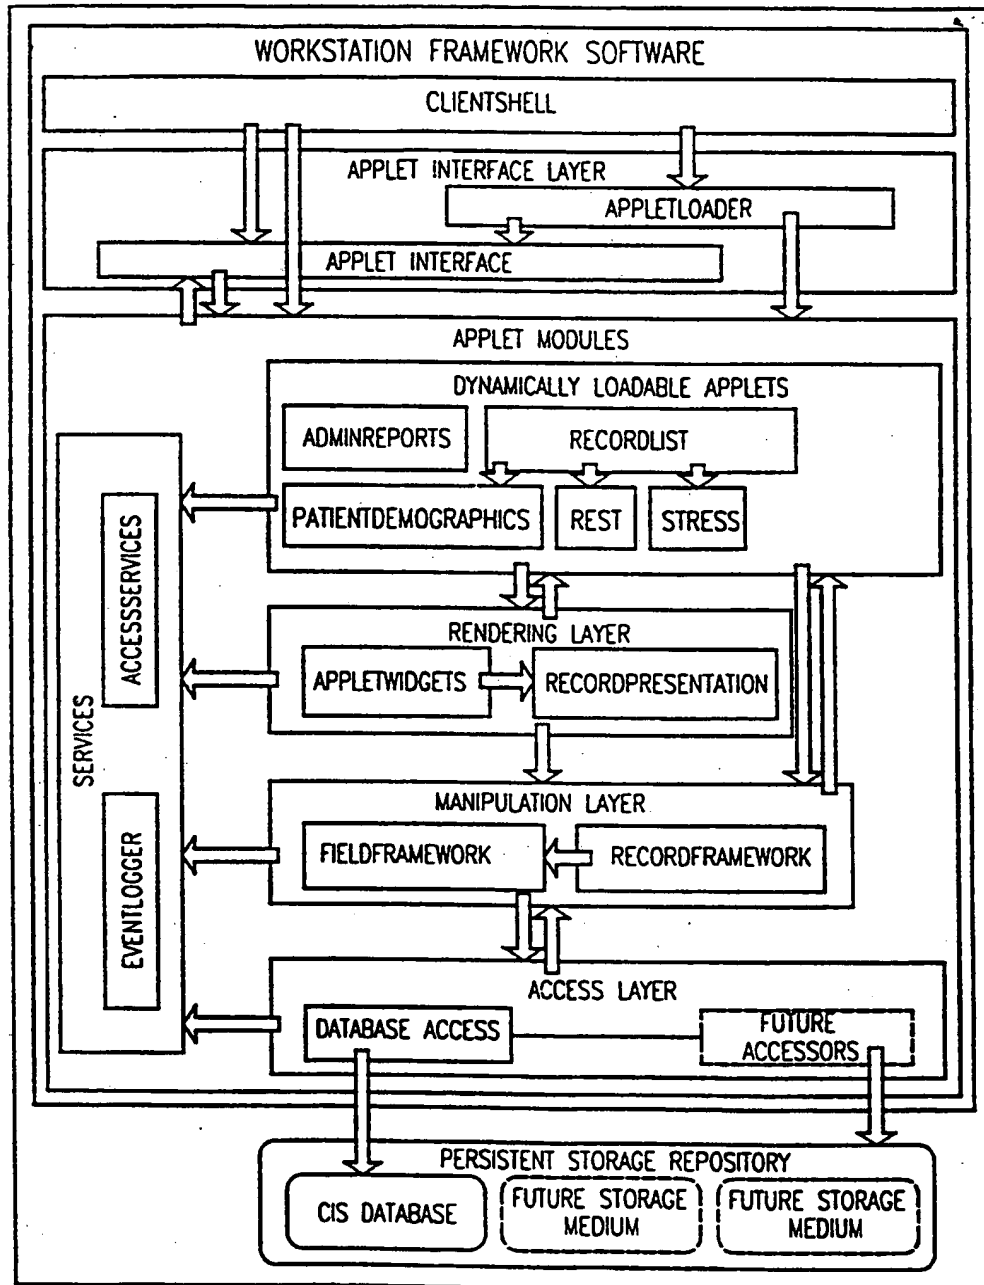 WORKSTATION FRAMEWORK SOFTWARE
CLIENTSHELL
APPLET INTERFACE LAYER
APPLETLOADER
APPLET INTERFACE
APPLET MODULES
DYNAMICALLY LOADABLE APPLETS
ADMINREPORTS
RECORDLIST
PATIENTDEMOGRAPHICS
REST
STRESS
SERVICES
ACCESSSERVICES
EVENTLOGGER
RENDERING LAYER
APPLETWIDGETS
RECORDPRESENTATION
MANIPULATION LAYER
FIELDFRAMEWORK
RECORDFRAMEWORK
ACCESS LAYER
DATABASE ACCESS
FUTURE
ACCESSORS
PERSISTENT STORAGE REPOSITORY
CIS DATABASE
FUTURE STORAGE
MEDIUM
FUTURE STORAGE
MEDIUM